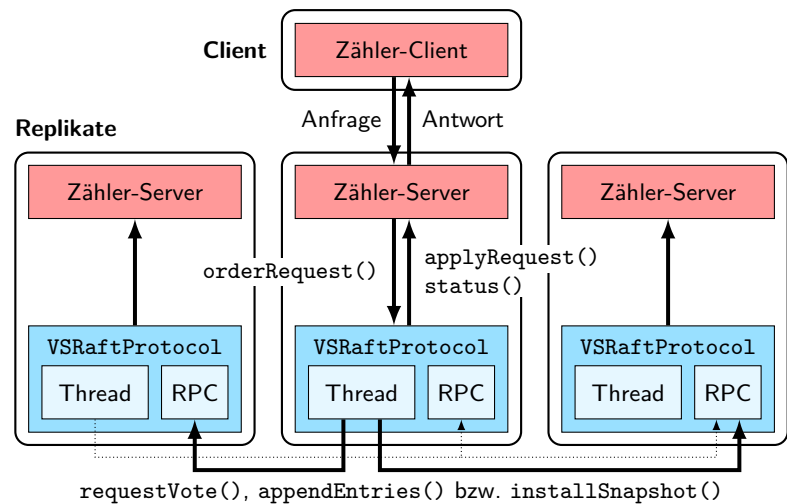 Client
Zähler-Client
Anfrage
Antwort
Replikate
Zähler-Server
Zähler-Server
Zähler-Server
orderRequest()
applyRequest()
status()
VSRaftProtocol
VSRaftProtocol
VSRaftProtocol
Thread
RPC
Thread
RPC
Thread
RPC
requestVote(), appendEntries() bzw. installSnapshot()